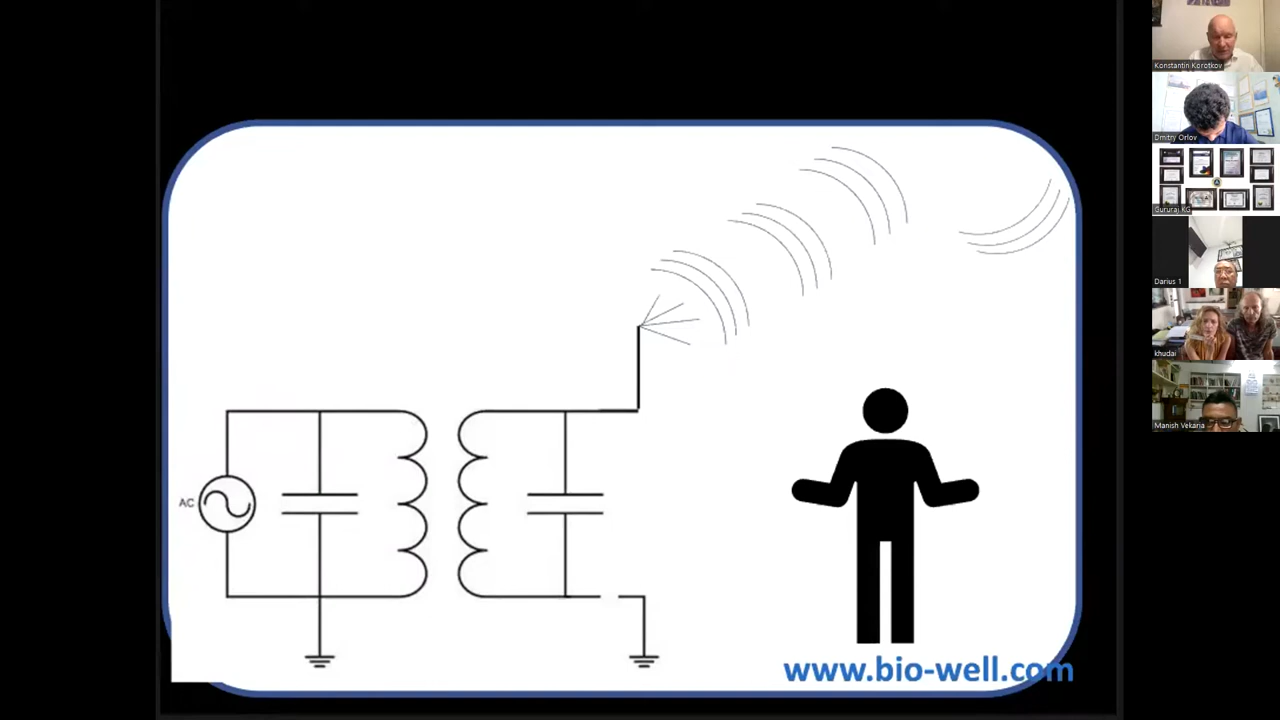 AC
www.bio-well.com
Konstantin Korotkov
Dmitry Orlov
Gururaj KG
Darius 1
khudai
Manish Vekaria